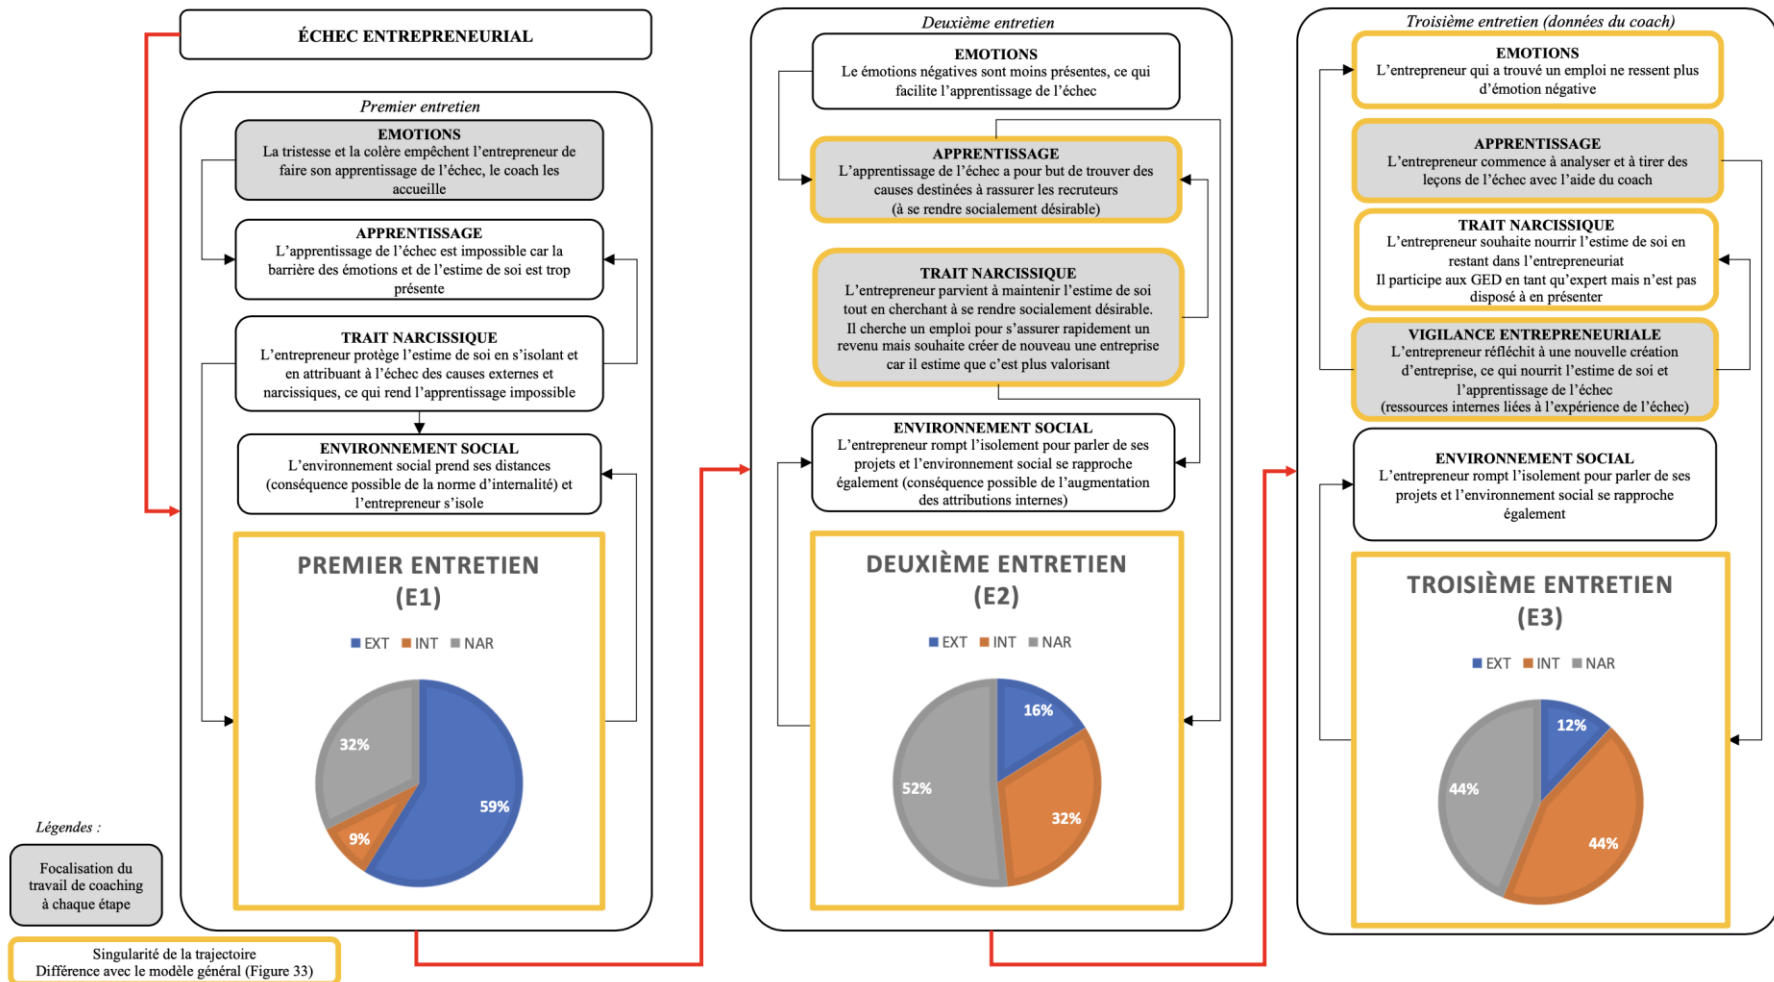 ÉCHEC ENTREPRENEURIAL
Premier entretien
EMOTIONS
La tristesse et la colère empêchent l'entrepreneur de
faire son apprentissage de l'échec, le coach les
accueille
APPRENTISSAGE
L'apprentissage de l'échec est impossible car la
barrière des émotions et de l'estime de soi est trop
présente
TRAIT NARCISSIQUE
L'entrepreneur protège l'estime de soi en s'isolant et
en attribuant à l'échec des causes externes et
narcissiques, ce qui rend l'apprentissage impossible
ENVIRONNEMENT SOCIAL
L'environnement social prend ses distances
(conséquence possible de la norme d'internalité) et
l'entrepreneur s'isole
PREMIER ENTRETIEN
(E1)
EXT INT NAR
32%
59%
9%
Légendes :
Focalisation du
travail de coaching
à chaque étape
Singularité de la trajectoire
Différence avec le modèle général (Figure 33)
Deuxième entretien
EMOTIONS
Le émotions négatives sont moins présentes, ce qui
facilite l'apprentissage de l'échec
APPRENTISSAGE
L'apprentissage de l'échec a pour but de trouver des
causes destinées à rassurer les recruteurs
(à se rendre socialement désirable)
TRAIT NARCISSIQUE
L'entrepreneur parvient à maintenir l'estime de soi
tout en cherchant à se rendre socialement désirable.
Il cherche un emploi pour s'assurer rapidement un
revenu mais souhaite créer de nouveau une entreprise
car il estime que c'est plus valorisant
ENVIRONNEMENT SOCIAL
L'entrepreneur rompt l'isolement pour parler de ses
projets et l'environnement social se rapproche
également (conséquence possible de l'augmentation
des attributions internes)
DEUXIÈME ENTRETIEN
(E2)
EXT INT NAR
16%
52%
32%
Troisième entretien (données du coach)
EMOTIONS
L'entrepreneur qui a trouvé un emploi ne ressent plus
d'émotion négative
APPRENTISSAGE
L'entrepreneur commence à analyser et à tirer des
leçons de l'échec avec l'aide du coach
TRAIT NARCISSIQUE
L'entrepreneur souhaite nourrir l'estime de soi en
restant dans l'entrepreneuriat
Il participe aux GED en tant qu'expert mais n'est pas
disposé à en présenter
VIGILANCE ENTREPRENEURIALE
L'entrepreneur réfléchit à une nouvelle création
d'entreprise, ce qui nourrit l'estime de soi et
l'apprentissage de l'échec
(ressources internes liées à l'expérience de l'échec)
ENVIRONNEMENT SOCIAL
L'entrepreneur rompt l'isolement pour parler de ses
projets et l'environnement social se rapproche
également
TROISIÈME ENTRETIEN
(E3)
EXT INT NAR
12%
44%
44%